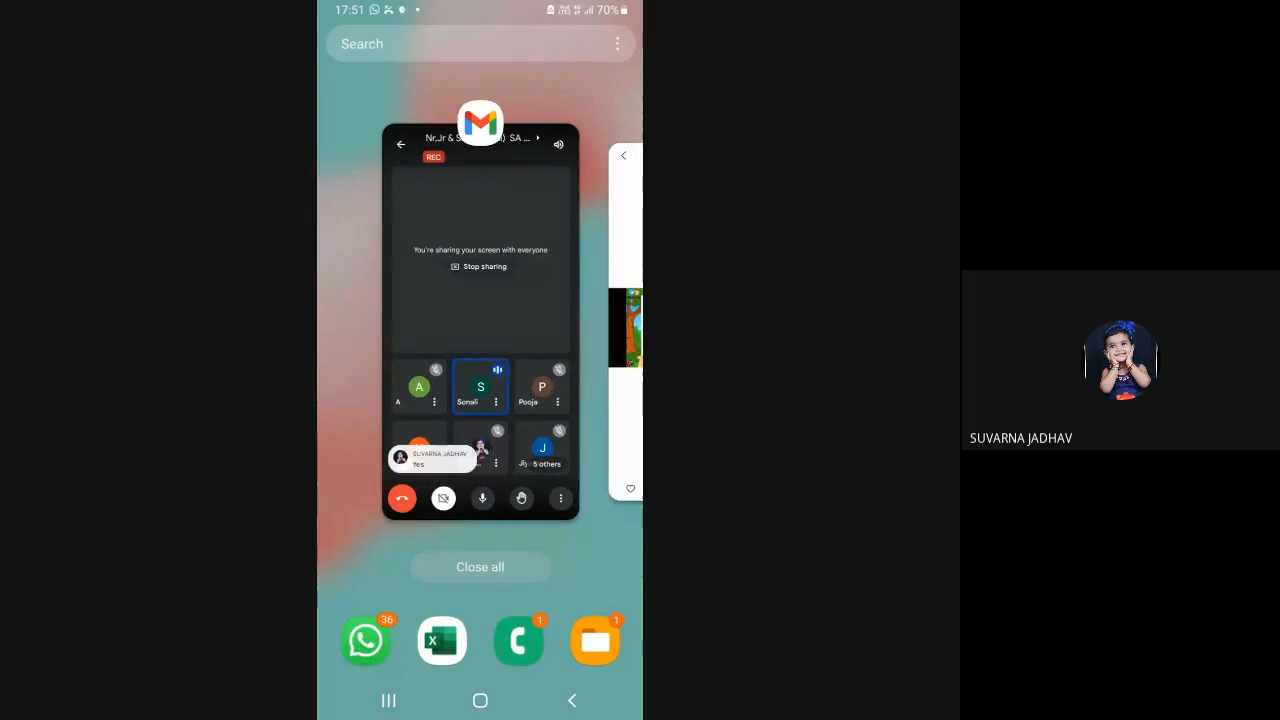 17:51
70%
Search
Nr,Jr & S
SA ...
REC
You're sharing your screen with everyone
Stop sharing
A
S
P
A
Sonali
Pooja
J
SUVARNA JADHAV
Yes
5 others
Close all
36
1
1
SUVARNA JADHAV